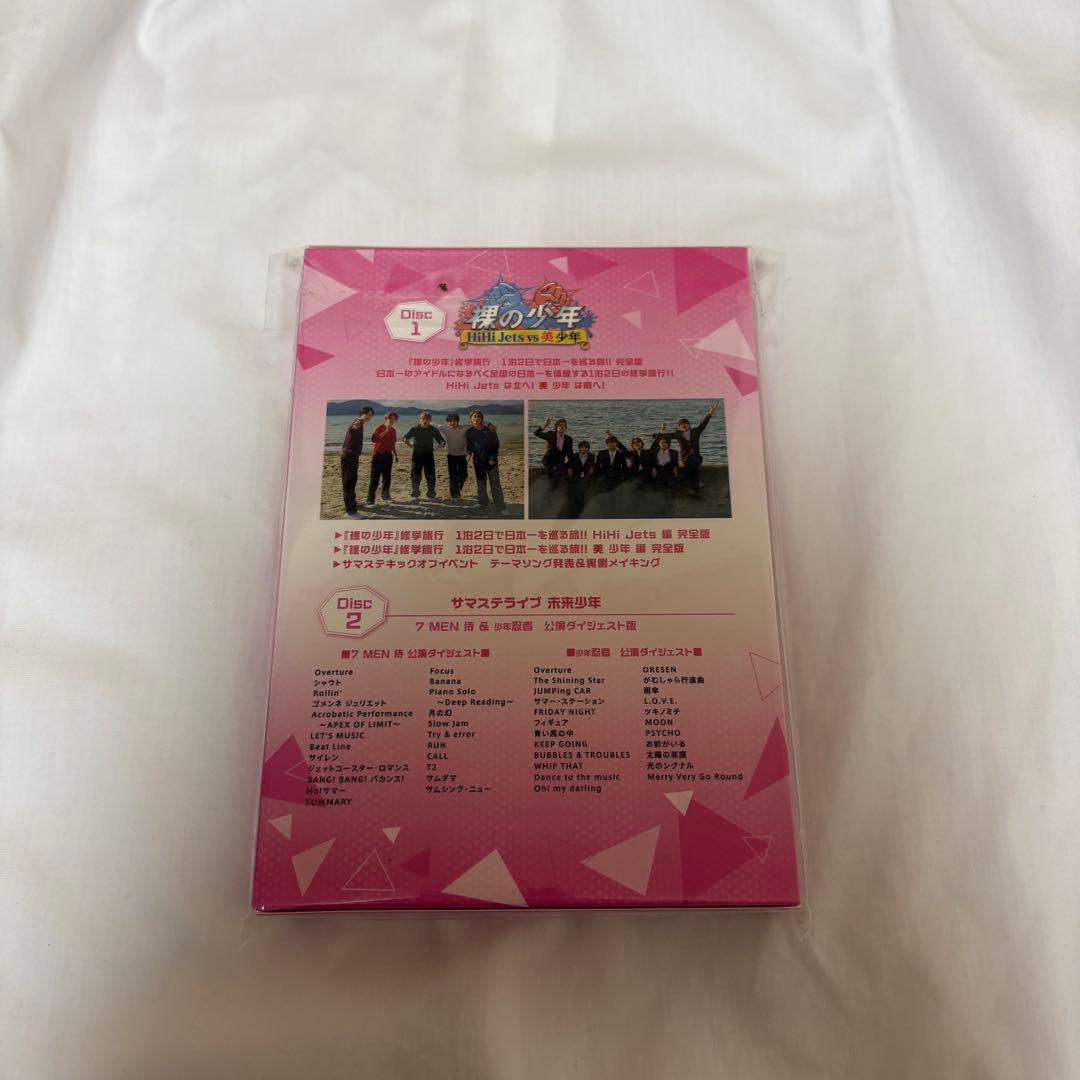 Disc
1
裸の少年
HiHi Jets vs 美少年
『裸の少年』修学旅行 1泊2日で日本一を巡る旅!! 完全版
日本一のアイドルになるべく全国の日本一を体験する1泊2日の修学旅行!!
HiHi Jets は北へ! 美 少年 は南へ!
▶『裸の少年』修学旅行 1泊2日で日本一を巡る旅!! HiHi Jets 編 完全版
▶『裸の少年』修学旅行 1泊2日で日本一を巡る旅!! 美 少年 編 完全版
▶サマステキックオフイベント テーマソング発表&裏側メイキング
Disc
2
サマステライブ 未来少年
7 MEN 侍 & 少年忍者 公演ダイジェスト版
■7 MEN 侍 公演ダイジェスト■
Overture
シャウト
Rollin'
ゴメンネ ジュリエット
Acrobatic Performance
～APEX OF LIMIT～
LET'S MUSIC
Beat Line
サイレン
ジェットコースター・ロマンス
BANG! BANG! バカンス!
Ho!サマー
SUMMARY
Focus
Banana
Piano Solo
～Deep Reading～
月の幻
Slow Jam
Try & error
RUN
CALL
T2
サムダマ
サムシング・ニュー
■少年忍者 公演ダイジェスト■
Overture
The Shining Star
JUMPing CAR
サマー・ステーション
FRIDAY NIGHT
フィギュア
青い風の中
KEEP GOING
BUBBLES & TROUBLES
WHIP THAT
Dance to the music
Oh! my darling
ORESEN
がむしゃら行進曲
雨傘
L.O.V.E.
ツキノミチ
MOON
PSYCHO
お前がいる
太陽の笑顔
光のシグナル
Merry Very Go Round